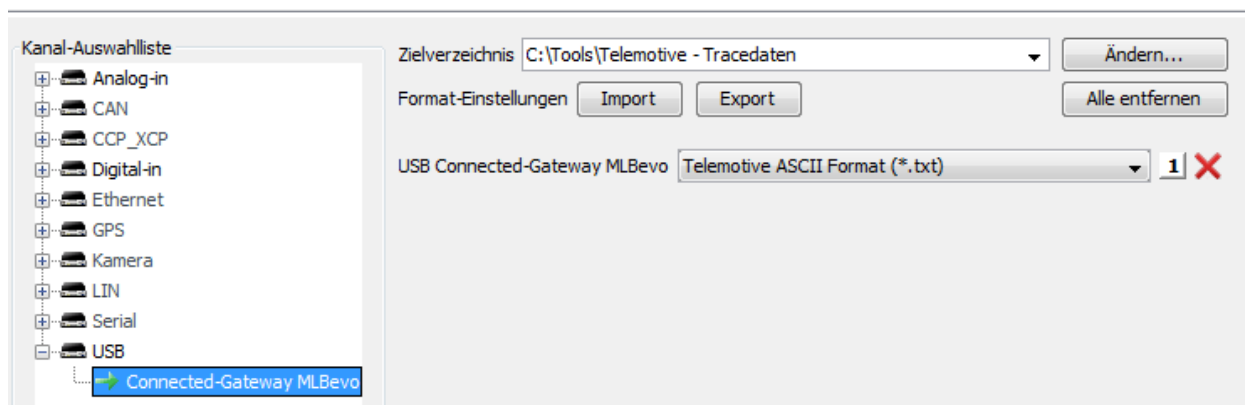 Kanal-Auswahlliste
Analog-in
CAN
CCP_XCP
Digital-in
Ethernet
GPS
Kamera
LIN
Serial
USB
Connected-Gateway MLBevo
Zielverzeichnis C:\Tools\Telemotive - Tracedaten Ändern...
Format-Einstellungen Import Export Alle entfernen
USB Connected-Gateway MLBevo Telemotive ASCII Format (*.txt) 1